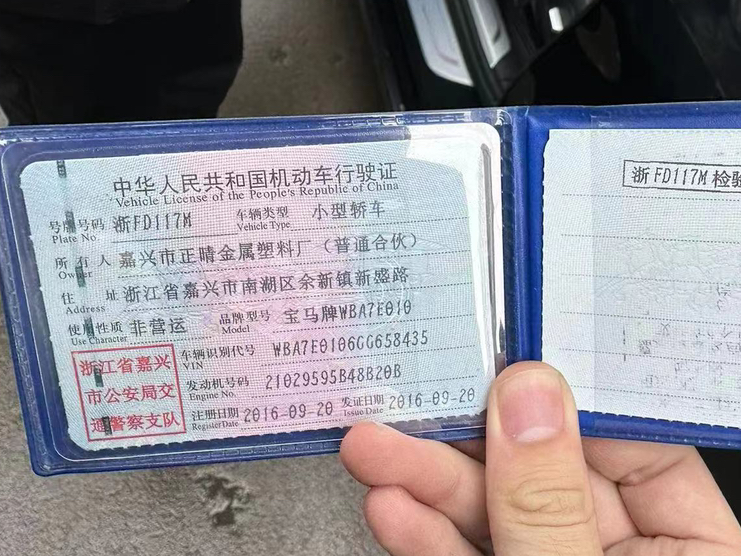 中华人民共和国机动车行驶证
Vehicle License of the People's Republic of China
号牌号码 浙FD117M 车辆类型 小型轿车
Plate No. Vehicle Type
所有人 嘉兴市正晴金属塑料厂（普通合伙）
Owner
住址 浙江省嘉兴市南湖区余新镇新盛路
Address
使用性质 非营运 品牌型号 宝马牌WBA7E010
Use Character Model
车辆识别代号 WBA7E0106GG658435
VIN
发动机号码 21029595B48B20B
Engine No.
注册日期 2016-09-20 发证日期 2016-09-20
Register Date Issue Date
浙江省嘉兴
市公安局交
通警察支队
浙FD117M 检验